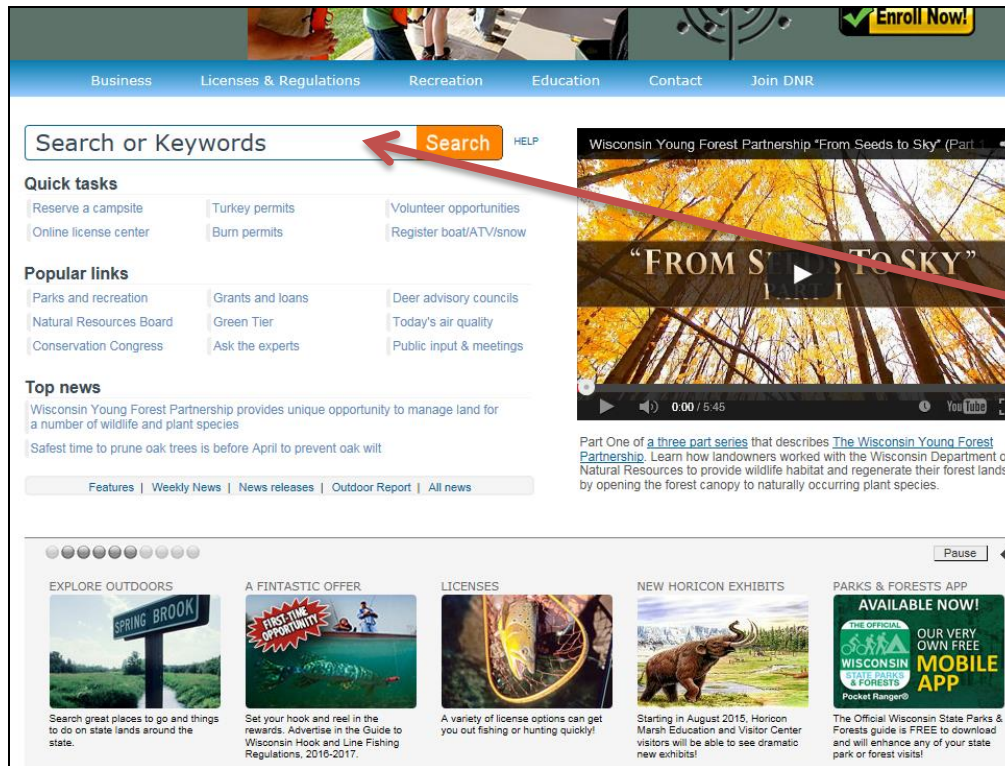 Enroll Now!
Business Licenses & Regulations Recreation Education Contact Join DNR
Search or Keywords Search HELP
Quick tasks
Reserve a campsite Turkey permits Volunteer opportunities
Online license center Burn permits Register boat/ATV/snow
Popular links
Parks and recreation Grants and loans Deer advisory councils
Natural Resources Board Green Tier Today's air quality
Conservation Congress Ask the experts Public input & meetings
Top news
Wisconsin Young Forest Partnership provides unique opportunity to manage land for
a number of wildlife and plant species
Safest time to prune oak trees is before April to prevent oak wilt
Features | Weekly News | News releases | Outdoor Report | All news
Wisconsin Young Forest Partnership "From Seeds to Sky" (Part 1
"FROM SEEDS TO SKY"
PART I
0:00 / 5:45 YouTube
Part One of a three part series that describes The Wisconsin Young Forest
Partnership. Learn how landowners worked with the Wisconsin Department o
Natural Resources to provide wildlife habitat and regenerate their forest lands
by opening the forest canopy to naturally occurring plant species.
Pause
EXPLORE OUTDOORS
SPRING BROOK
Search great places to go and things
to do on state lands around the
state.
A FINTASTIC OFFER
FIRST-TIME
OPPORTUNITY
Set your hook and reel in the
rewards. Advertise in the Guide to
Wisconsin Hook and Line Fishing
Regulations, 2016-2017.
LICENSES
A variety of license options can get
you out fishing or hunting quickly!
NEW HORICON EXHIBITS
Starting in August 2015, Horicon
Marsh Education and Visitor Center
visitors will be able to see dramatic
new exhibits!
PARKS & FORESTS APP
AVAILABLE NOW!
THE OFFICIAL
WISCONSIN
STATE PARKS
& FORESTS
Pocket Ranger®
OUR VERY
OWN FREE
MOBILE
APP
The Official Wisconsin State Parks &
Forests guide is FREE to download
and will enhance any of your state
park or forest visits!